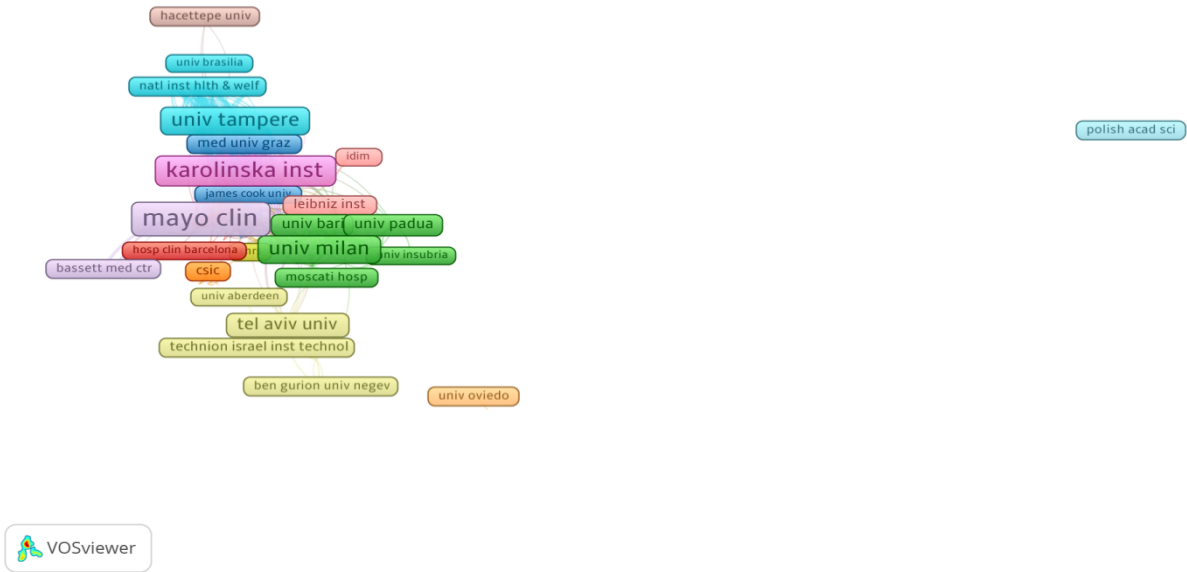 hacettepe univ
univ brasilia
natl inst hlth & welf
univ tampere
polish acad sci
med univ graz
idim
karolinska inst
james cook univ
leibniz inst
mayo clin
univ bari
univ padua
hosp clin barcelona
univ milan
univ insubria
bassett med ctr
csic
moscati hosp
univ aberdeen
tel aviv univ
technion israel inst technol
ben gurion univ negev
univ oviedo
VOSviewer